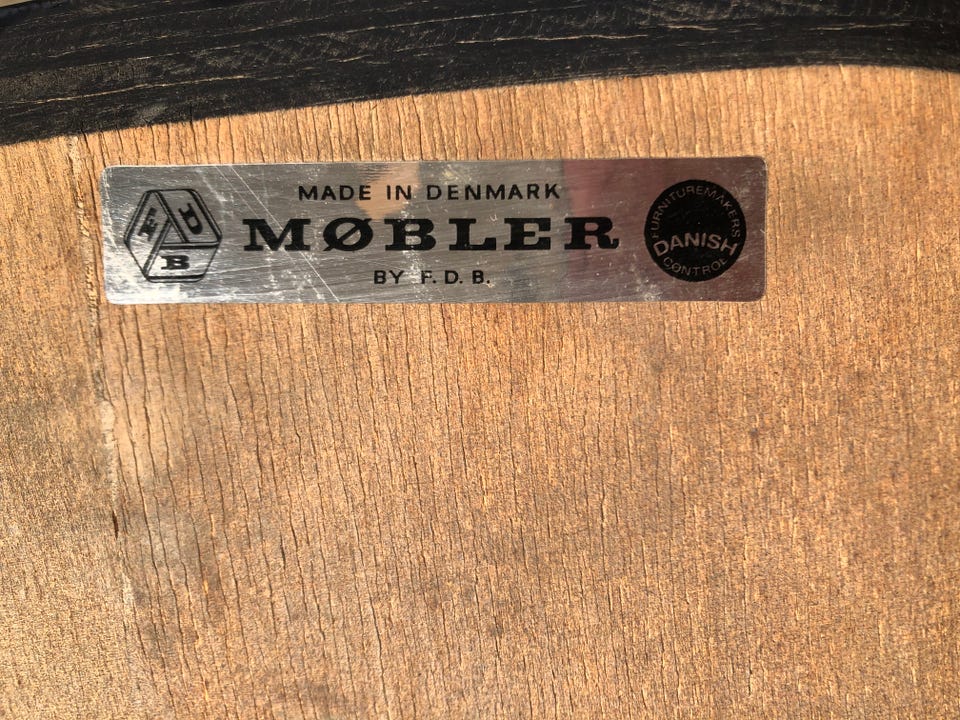 F D B
MADE IN DENMARK
MØBLER
BY F. D. B.
FURNITUREMAKERS
DANISH
CONTROL